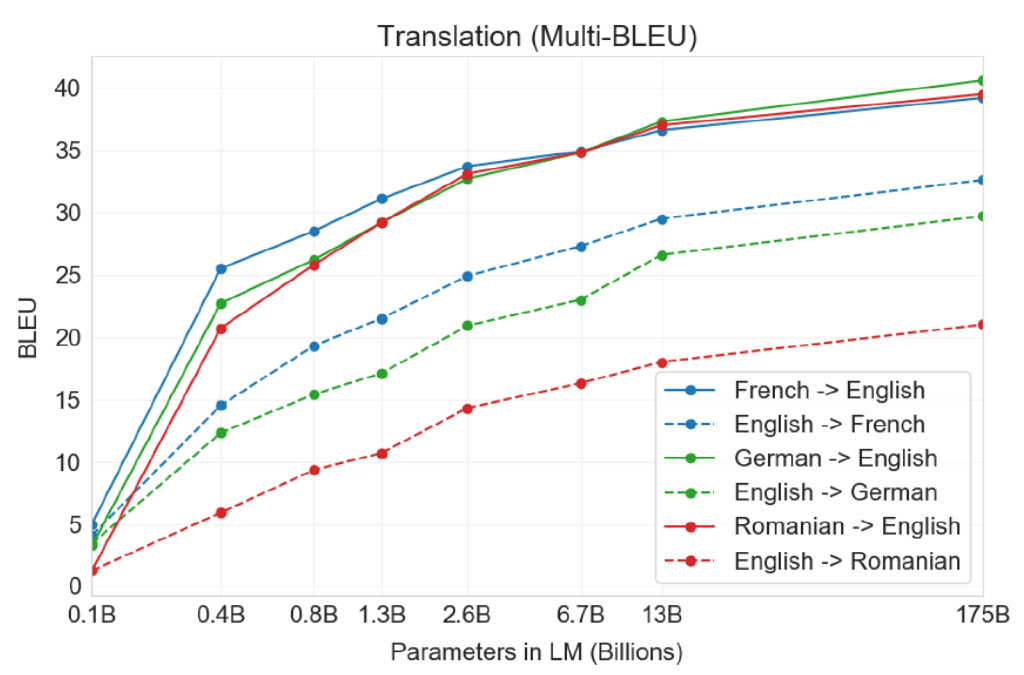 Translation (Multi-BLEU)
40
35
30
25
20
15
10
5
0
BLEU
French -> English
English -> French
German -> English
English -> German
Romanian -> English
English -> Romanian
0.1B 0.4B 0.8B 1.3B 2.6B 6.7B 13B 175B
Parameters in LM (Billions)